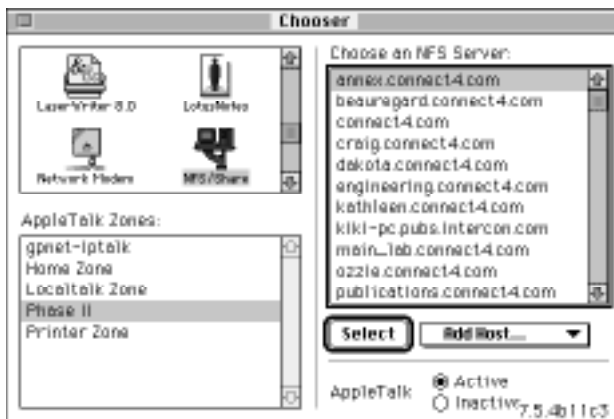 Chooser
LaserWriter 8.0
LotusNotes
Network Modem
NFS/Share
AppleTalk Zones:
gpnet-iptalk
Home Zone
Localtalk Zone
Phase II
Printer Zone
Choose an NFS Server:
annex.connect4.com
beauregard.connect4.com
connect4.com
craig.connect4.com
dakota.connect4.com
engineering.connect4.com
kathleen.connect4.com
kiki-pc.pubs.intercon.com
main_lab.connect4.com
ozzie.connect4.com
publications.connect4.com
Select
Add Host...
AppleTalk
Active
Inactive
7.5.4b11c3